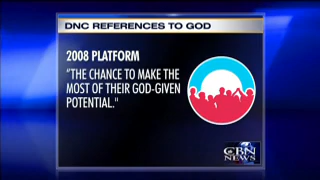 DNC REFERENCES TO GOD
2008 PLATFORM
"THE CHANCE TO MAKE THE
MOST OF THEIR GOD-GIVEN
POTENTIAL."
CBN
NEWS